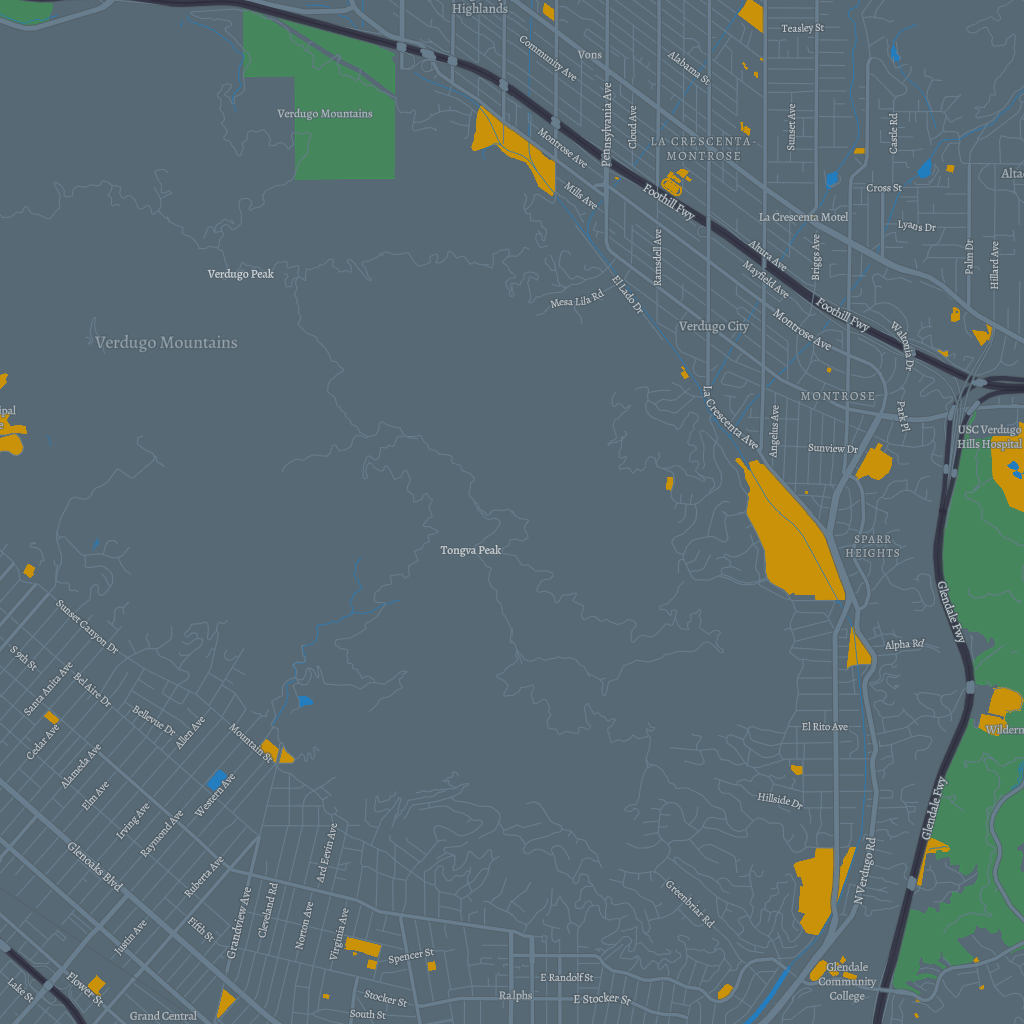 Highlands
Teasley St
Community Ave
Vons
Alabama St
Verdugo Mountains
Pennsylvania Ave
Cloud Ave
Sunset Ave
Castle Rd
LA CRESCENTA-
MONTROSE
Montrose Ave
Mills Ave
Foothill Fwy
Cross St
Alta
La Crescenta Motel
Lyans Dr
Ramsdell Ave
Altura Ave
Briggs Ave
Palm Dr
Hillard Ave
Verdugo Peak
Mayfield Ave
El Lado Dr
Mesa Lila Rd
Foothill Fwy
Verdugo City
Montrose Ave
Waltonia Dr
Verdugo Mountains
MONTROSE
La Crescenta Ave
Angelus Ave
Park Pl
ipal
e
USC Verdugo
Hills Hospital
Sunview Dr
Tongva Peak
SPARR
HEIGHTS
Glendale Fwy
Sunset Canyon Dr
Alpha Rd
S 9th St
Santa Anita Ave
Bel Aire Dr
Bellevue Dr
Allen Ave
Cedar Ave
Mountain St
El Rito Ave
Wildern
Alameda Ave
Elm Ave
Western Ave
Irving Ave
Raymond Ave
Hillside Dr
Glendale Fwy
Glenoaks Blvd
Ruberta Ave
Ard Eevin Ave
N Verdugo Rd
Grandview Ave
Cleveland Rd
Norton Ave
Virginia Ave
Greenbriar Rd
Justin Ave
Fifth St
Spencer St
Lake St
Flower St
E Randolf St
Glendale
Community
College
Stocker St
Ralphs
E Stocker St
Grand Central
South St